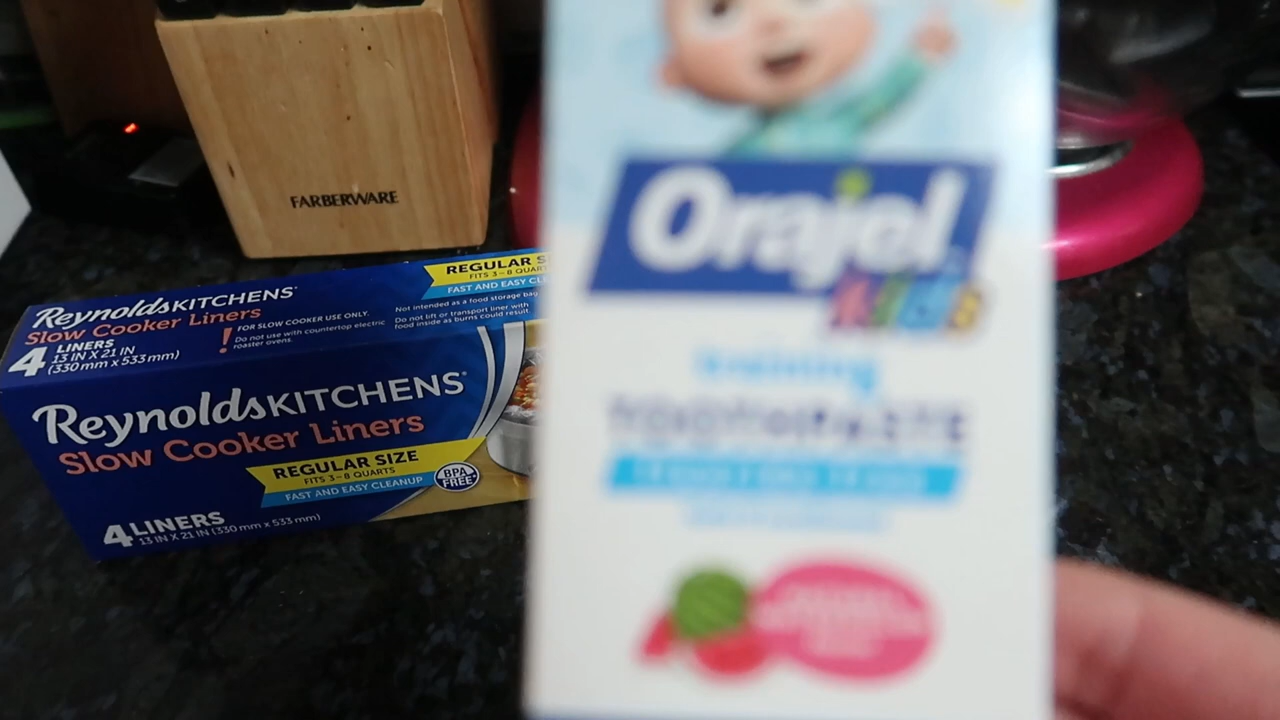 FARBERWARE
Reynolds KITCHENS®
Slow Cooker Liners
4 LINERS
13 IN X 21 IN
(330 mm x 533 mm)
! FOR SLOW COOKER USE ONLY.
Do not use with countertop electric
roaster ovens.
REGULAR S
FITS 3-8 QUAR
FAST AND EASY CLE
Not intended as a food storage bag
Do not lift or transport liner with
food inside as burns could result.
Reynolds KITCHENS®
Slow Cooker Liners
REGULAR SIZE
FITS 3-8 QUARTS
FAST AND EASY CLEANUP
BPA
FREE*
4 LINERS
13 IN X 21 IN (330 mm x 533 mm)
Orajel
Kids
training
TOOTHPASTE